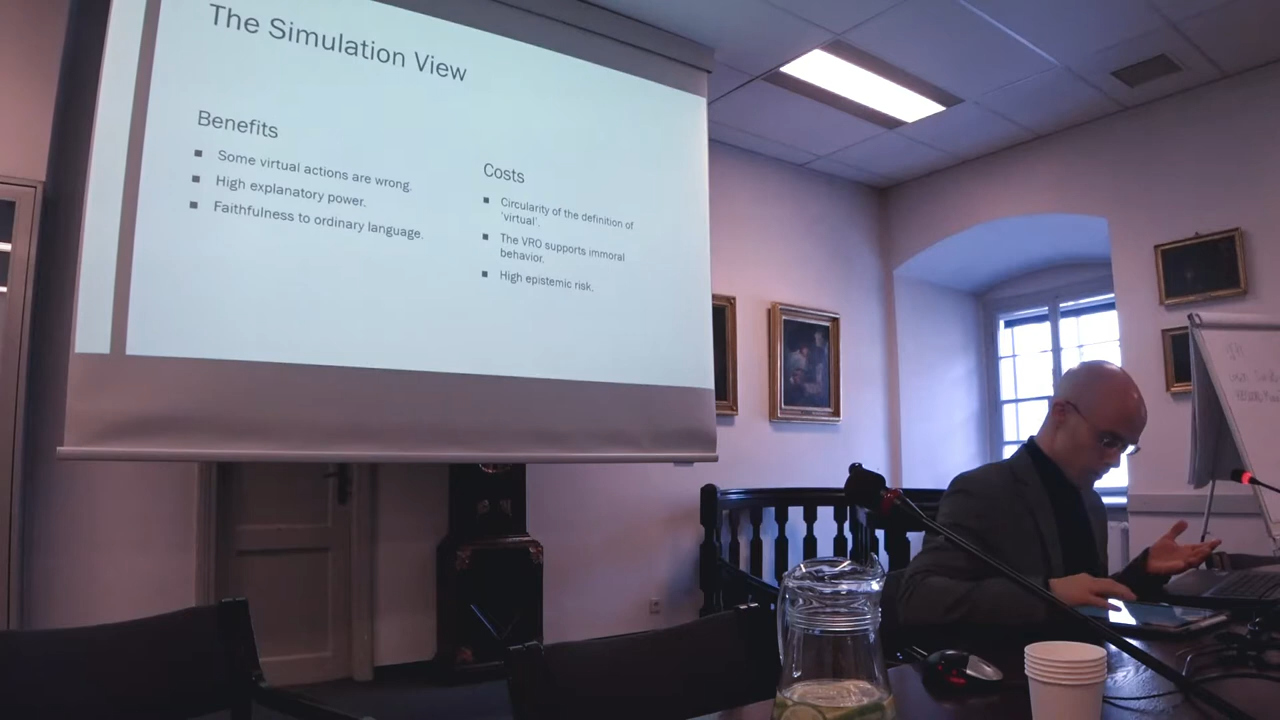 The Simulation View
Benefits
Some virtual actions are wrong.
High explanatory power.
Faithfulness to ordinary language.
Costs
Circularity of the definition of
'virtual'.
The VRO supports immoral
behavior.
High epistemic risk.